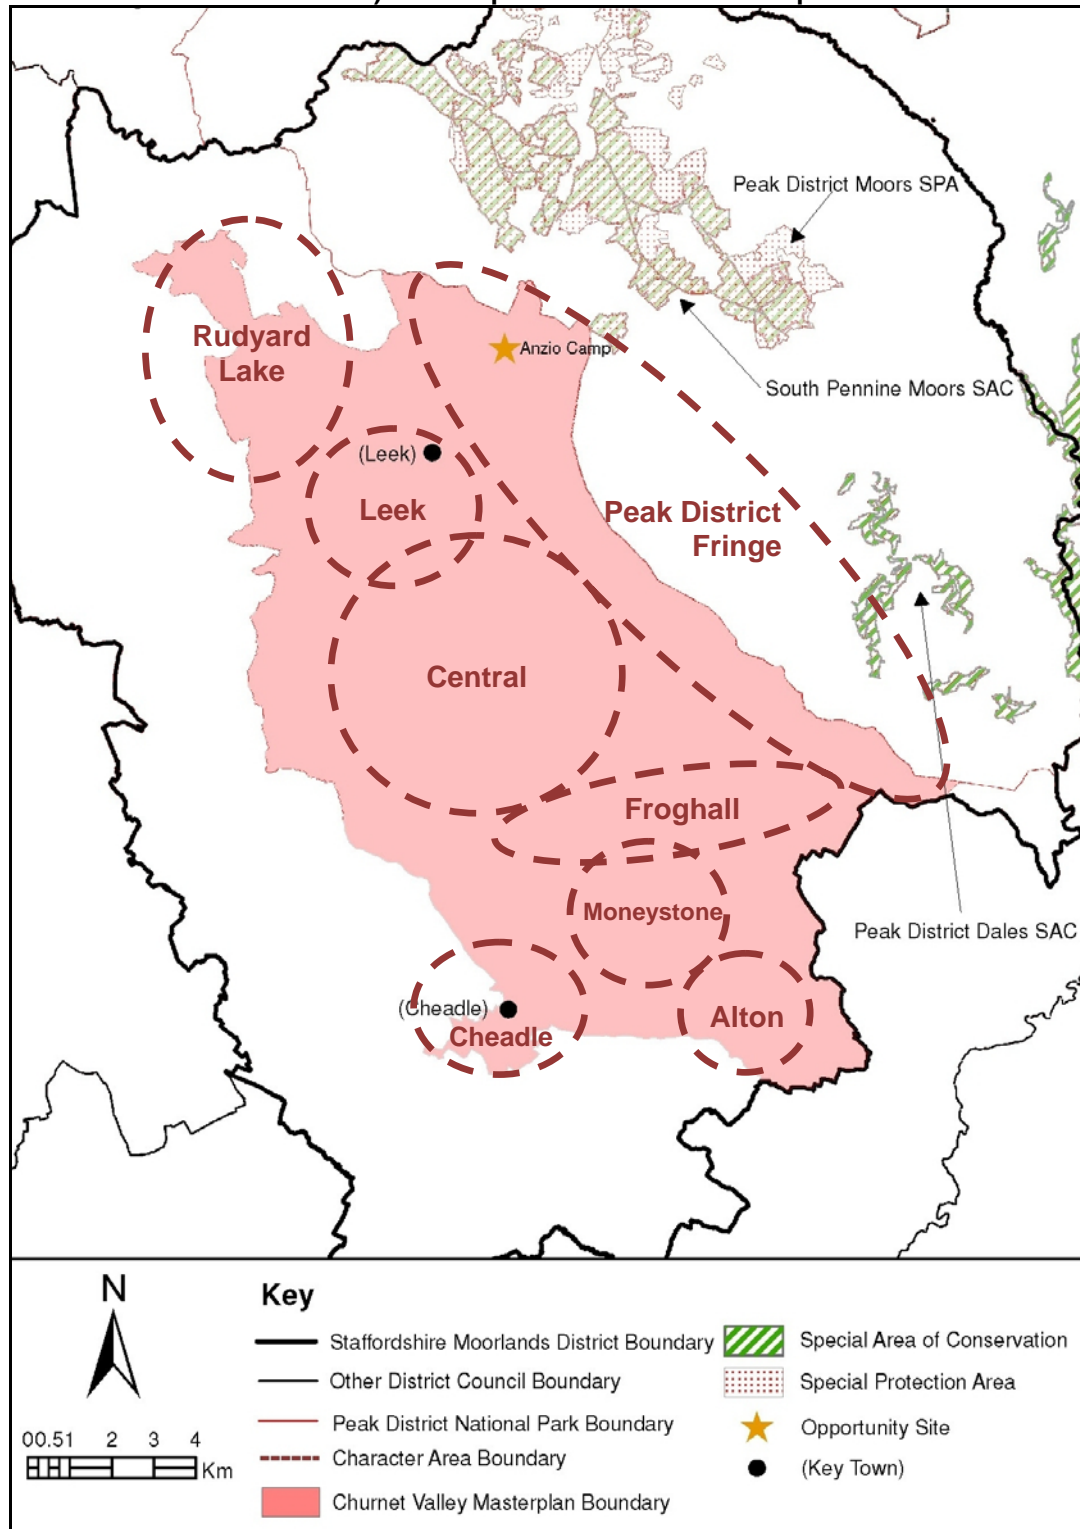 Peak District Moors SPA
Rudyard
Lake
Anzio Camp
South Pennine Moors SAC
(Leek)
Leek
Peak District
Fringe
Central
Froghall
Moneystone
Peak District Dales SAC
(Cheadle)
Cheadle
Alton
N
Key
Staffordshire Moorlands District Boundary
Other District Council Boundary
Peak District National Park Boundary
Character Area Boundary
Churnet Valley Masterplan Boundary
Special Area of Conservation
Special Protection Area
Opportunity Site
(Key Town)
00.51 2 3 4
Km